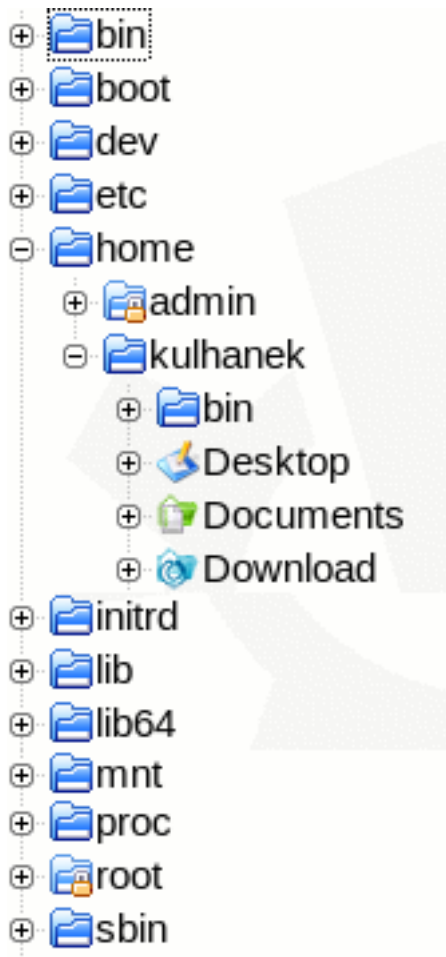 bin
boot
dev
etc
home
admin
kulhanek
bin
Desktop
Documents
Download
initrd
lib
lib64
mnt
proc
root
sbin